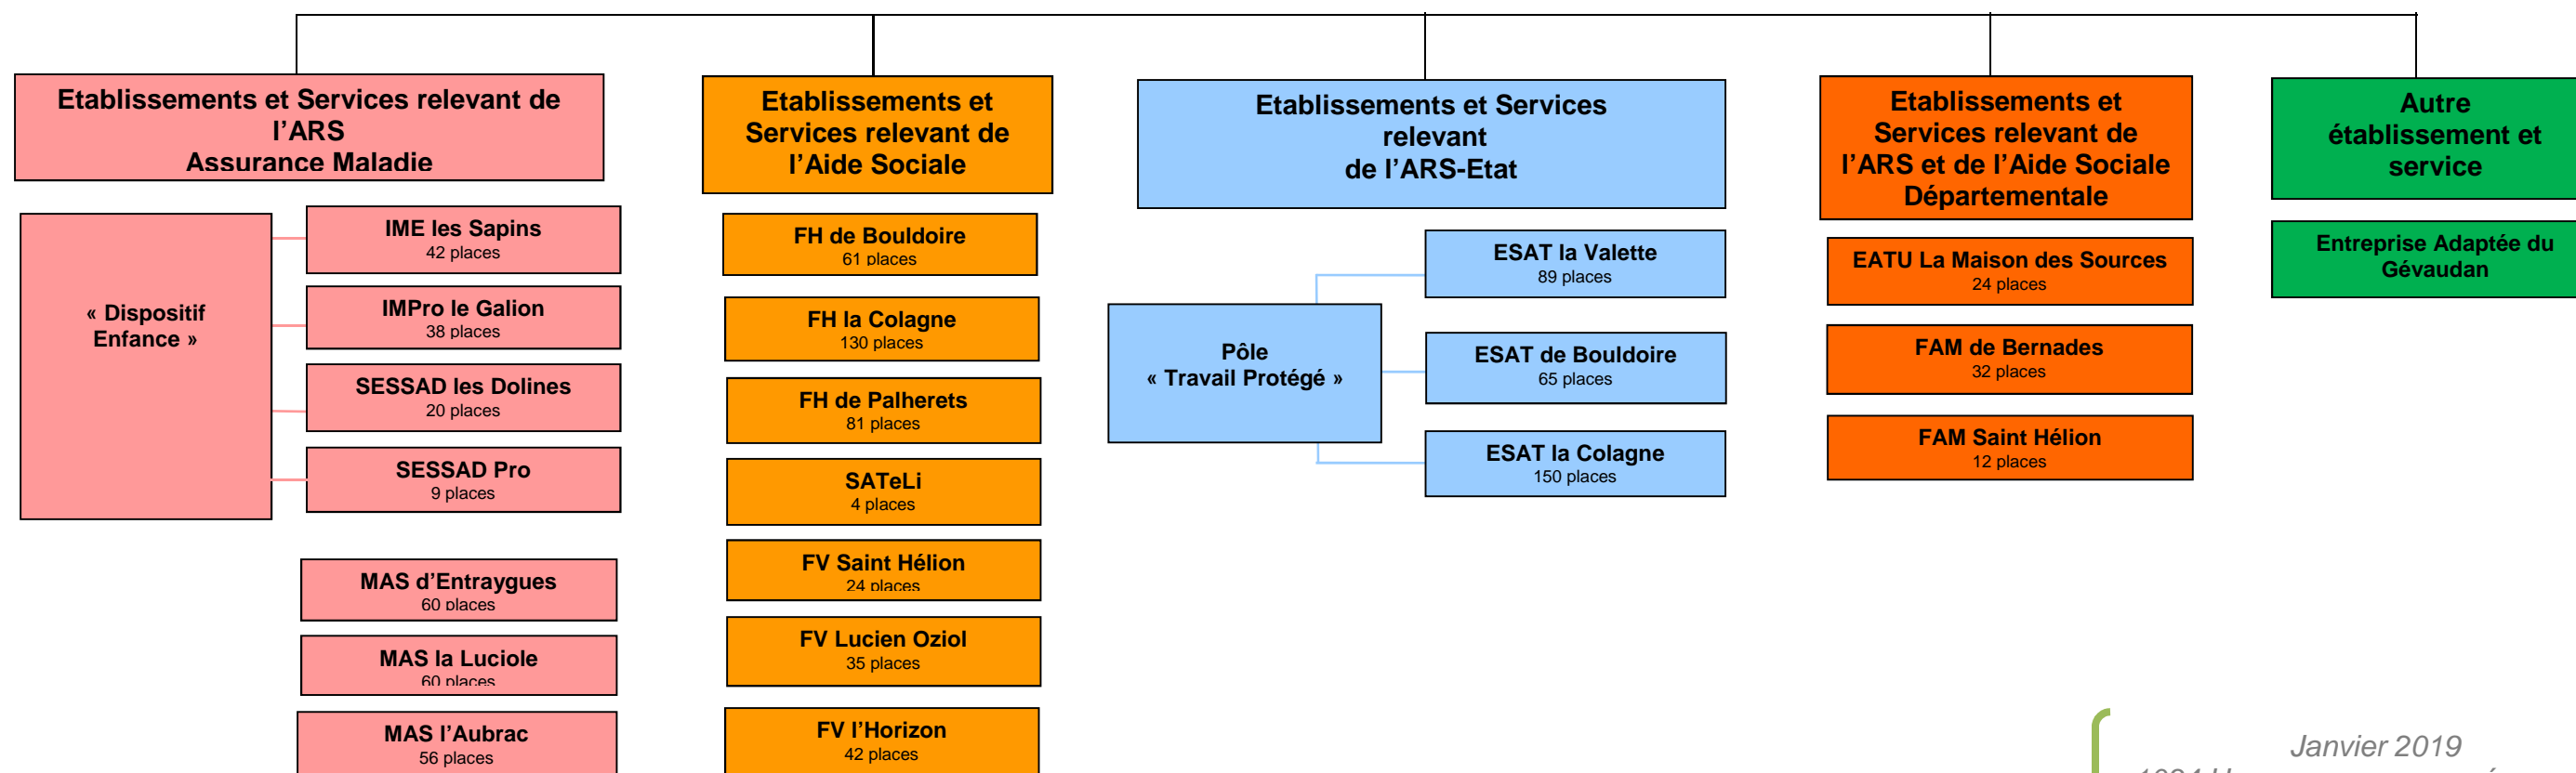 Etablissements et Services relevant de
l’ARS
Assurance Maladie
« Dispositif
Enfance »
IME les Sapins
42 places
IMPro le Galion
38 places
SESSAD les Dolines
20 places
SESSAD Pro
9 places
MAS d’Entraygues
60 places
MAS la Luciole
60 places
MAS l’Aubrac
56 places
Etablissements et
Services relevant de
l’Aide Sociale
FH de Bouldoire
61 places
FH la Colagne
130 places
FH de Palherets
81 places
SATeLi
4 places
FV Saint Hélion
24 places
FV Lucien Oziol
35 places
FV l’Horizon
42 places
Etablissements et Services
relevant
de l’ARS-Etat
Pôle
« Travail Protégé »
ESAT la Valette
89 places
ESAT de Bouldoire
65 places
ESAT la Colagne
150 places
Etablissements et
Services relevant de
l’ARS et de l’Aide Sociale
Départementale
EATU La Maison des Sources
24 places
FAM de Bernades
32 places
FAM Saint Hélion
12 places
Autre
établissement et
service
Entreprise Adaptée du
Gévaudan
Janvier 2019